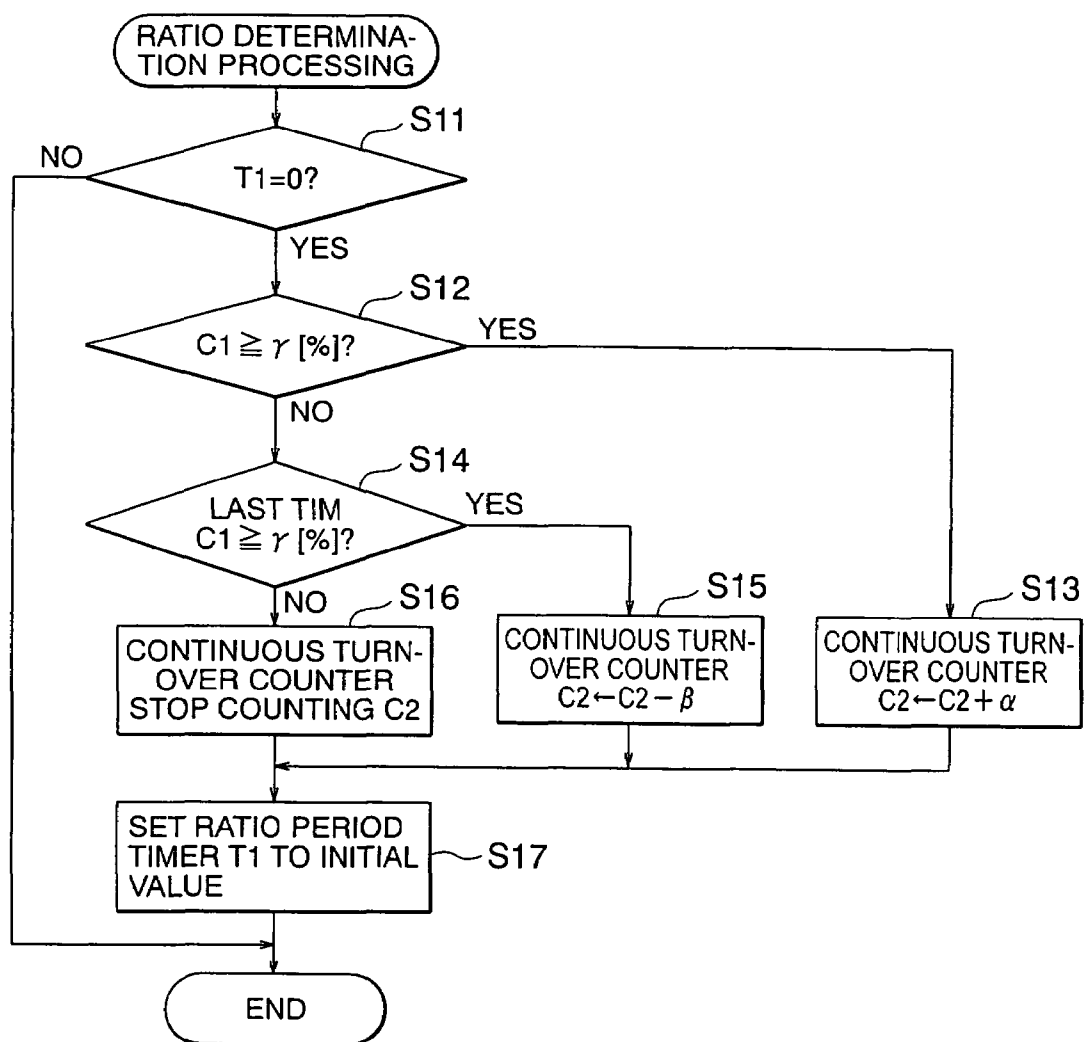 RATIO DETERMINA-
TION PROCESSING
S11
NO
T1=0?
YES
S12
C1≧γ [%]?
YES
NO
S14
LAST TIM
C1≧γ [%]?
YES
NO
S16
CONTINUOUS TURN-
OVER COUNTER
STOP COUNTING C2
S15
CONTINUOUS TURN-
OVER COUNTER
C2←C2−β
S13
CONTINUOUS TURN-
OVER COUNTER
C2←C2+α
SET RATIO PERIOD
TIMER T1 TO INITIAL
VALUE
S17
END